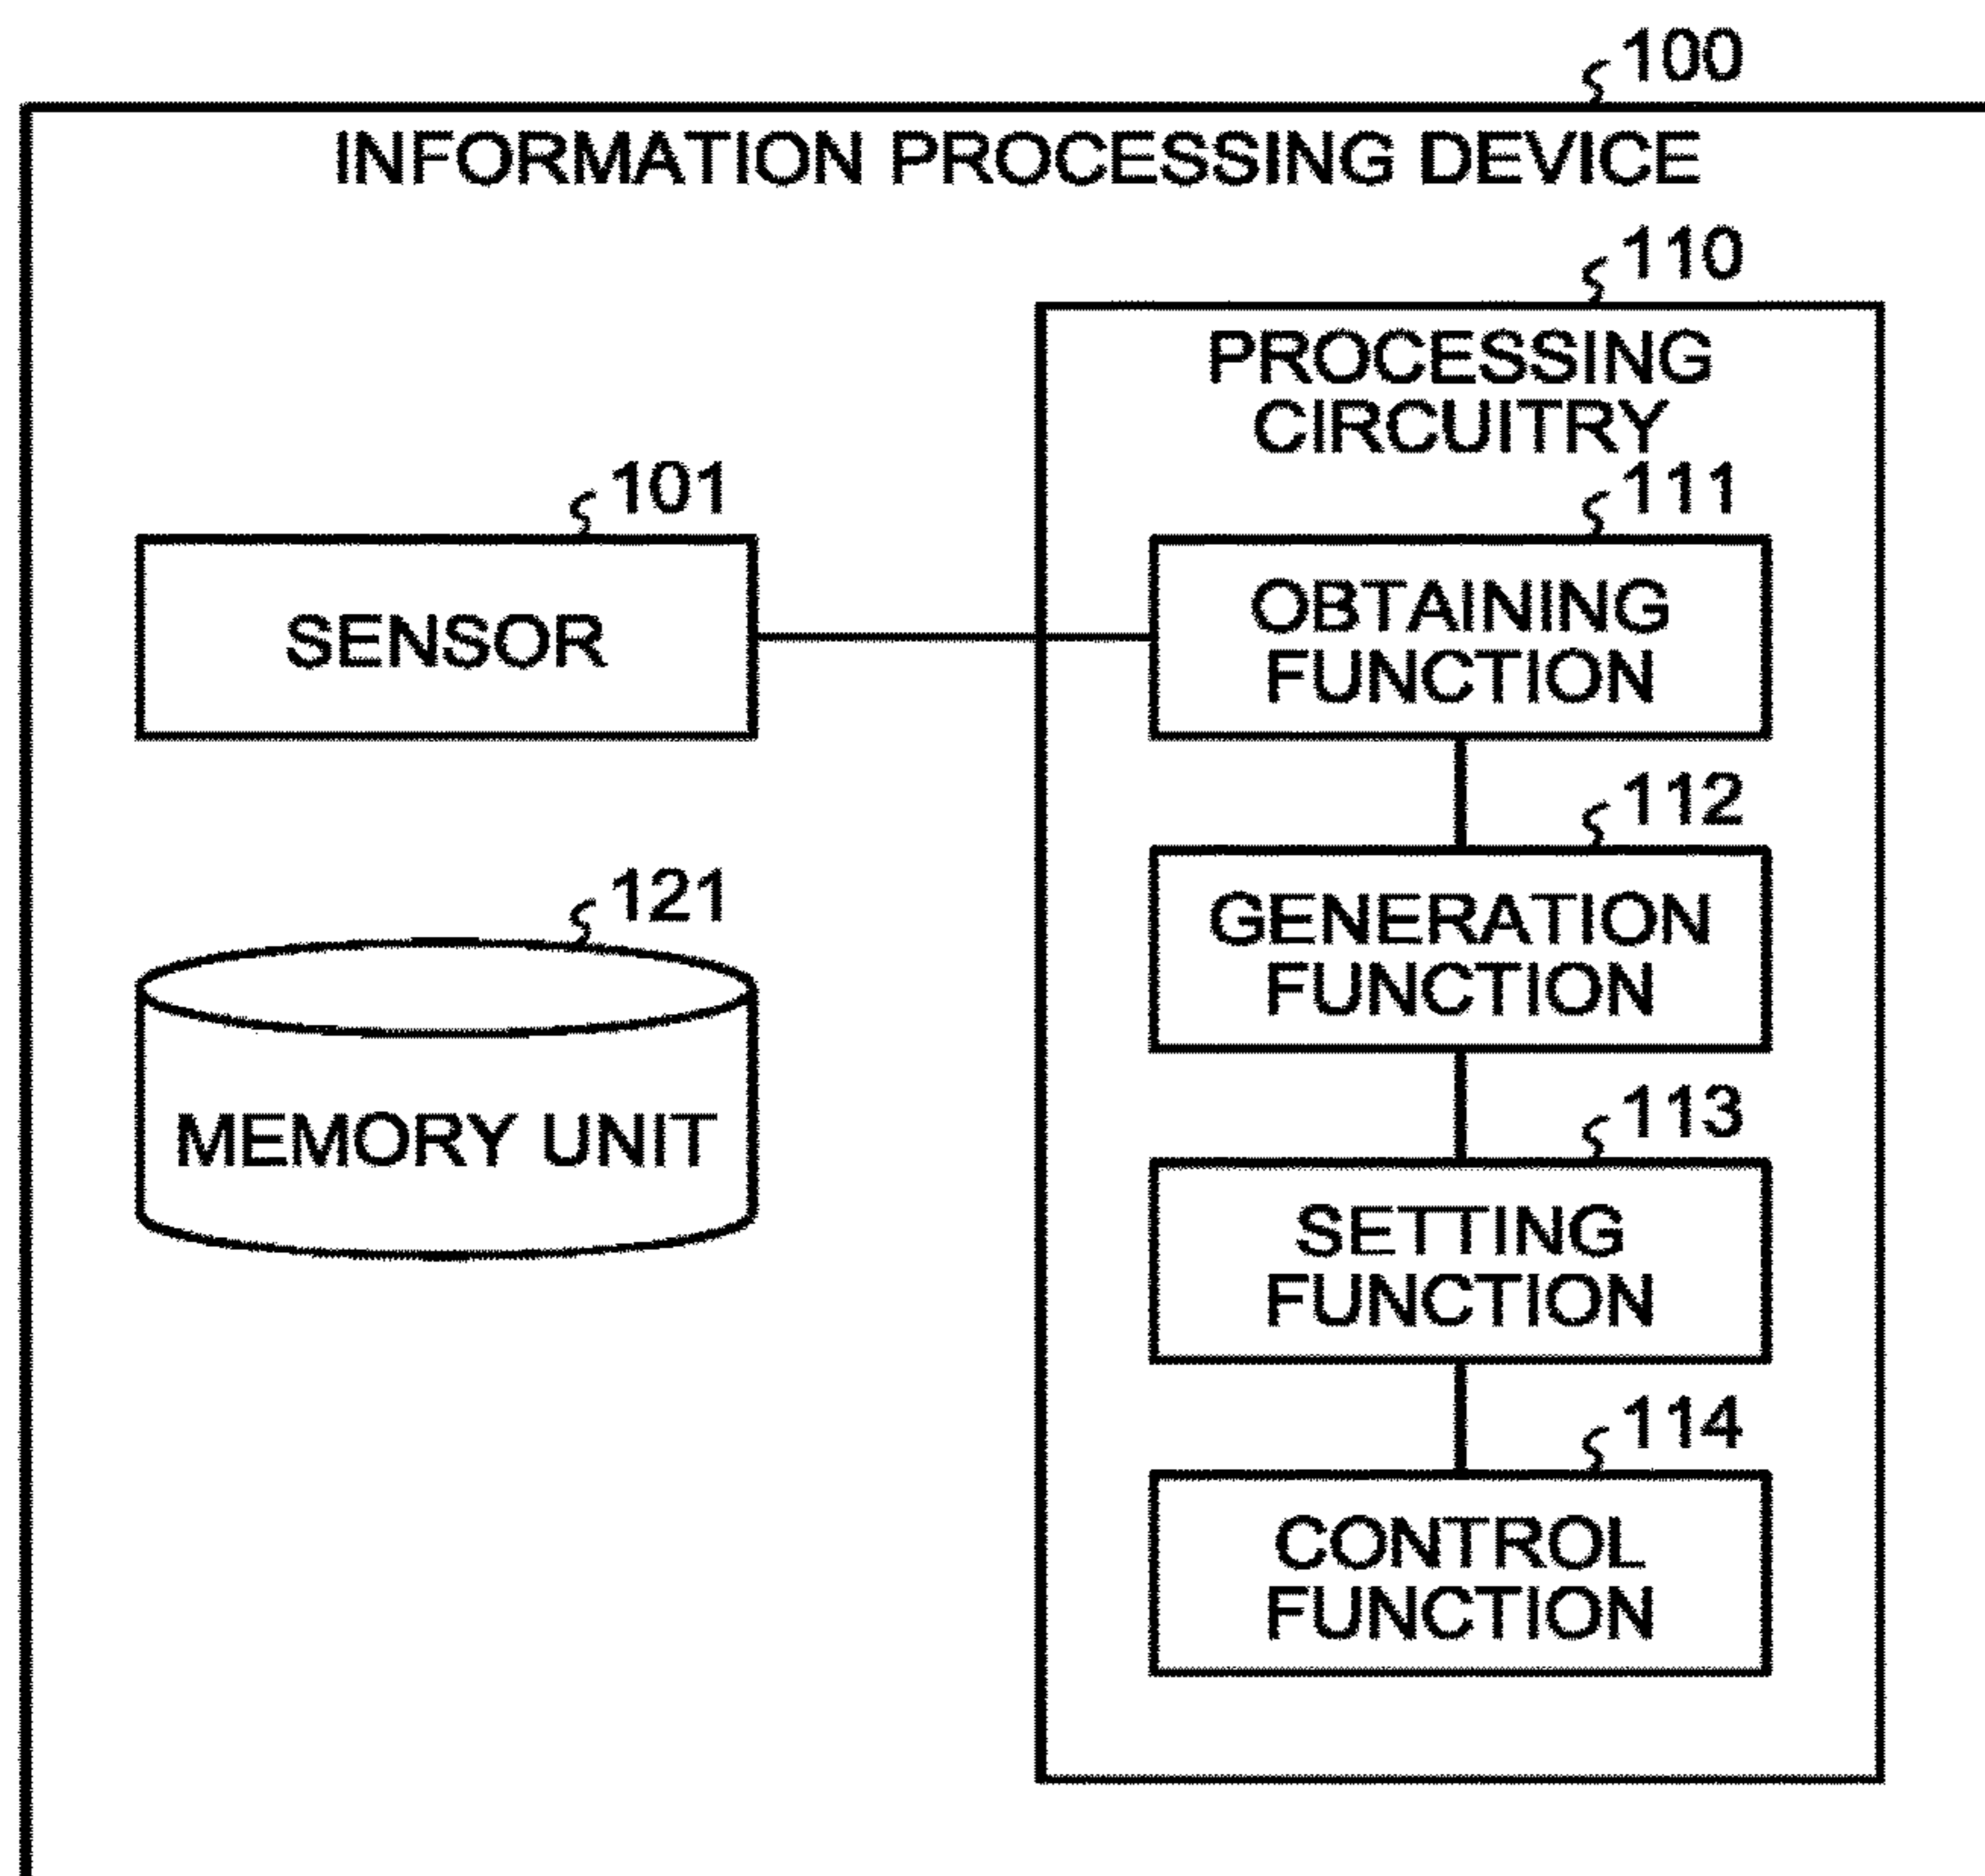 100
INFORMATION PROCESSING DEVICE
110
PROCESSING
CIRCUITRY
101
SENSOR
111
OBTAINING
FUNCTION
112
GENERATION
FUNCTION
121
MEMORY UNIT
113
SETTING
FUNCTION
114
CONTROL
FUNCTION